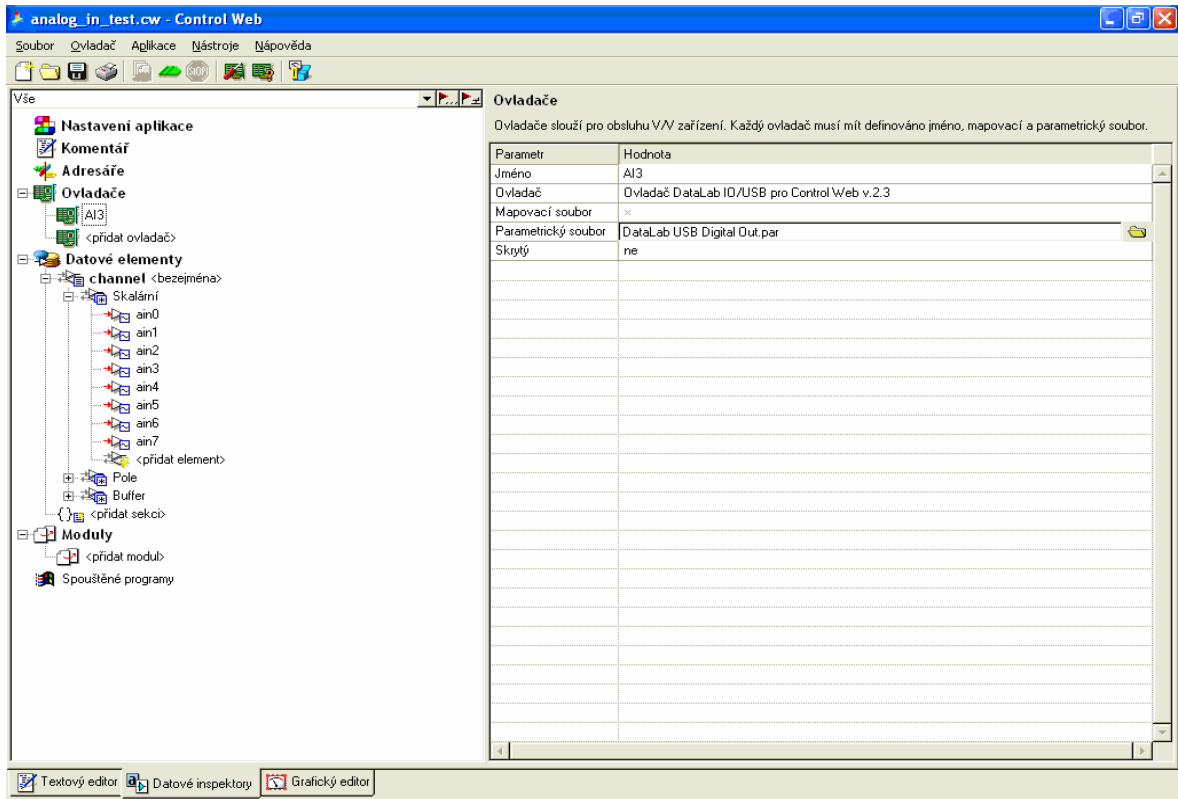 analog_in_test.cw - Control Web
Soubor Ovladač Aplikace Nástroje Nápověda
STOP
Vše
Nastavení aplikace
Komentář
Adresáře
Ovladače
AI3
<přidat ovladač>
Datové elementy
channel <bezejména>
Skalární
ain0
ain1
ain2
ain3
ain4
ain5
ain6
ain7
<přidat element>
Pole
Buffer
<přidat sekci>
Moduly
<přidat modul>
Spouštěné programy
Ovladače
Ovladače slouží pro obsluhu V/V zařízení. Každý ovladač musí mít definováno jméno, mapovací a parametrický soubor.
Parametr Hodnota
Jméno AI3
Ovladač Ovladač DataLab IO/USB pro Control Web v.2.3
Mapovací soubor ×
Parametrický soubor DataLab USB Digital Out.par
Skrytý ne
Textový editor Datové inspektory Grafický editor